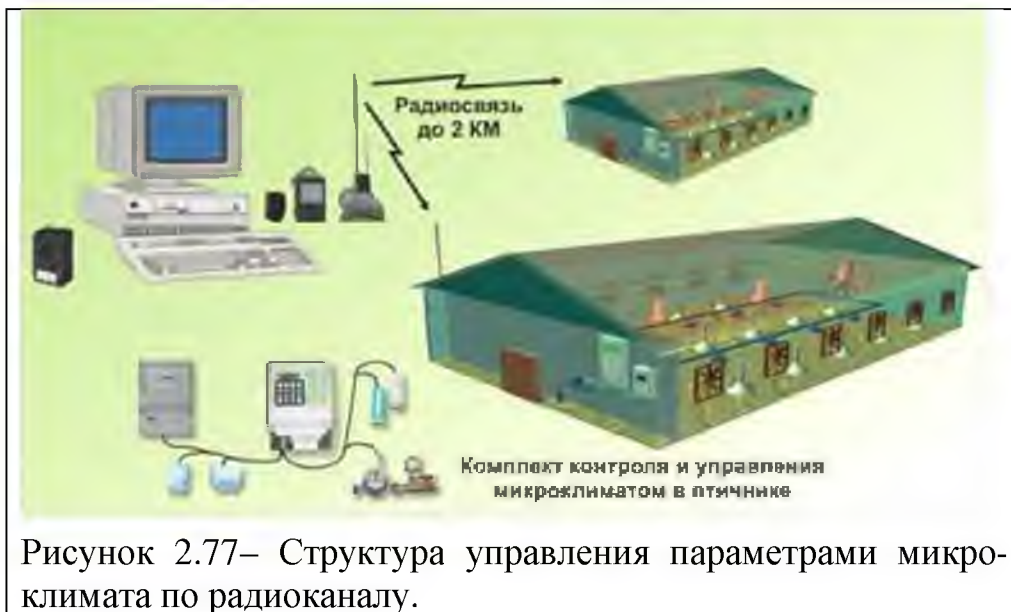 Радиосвязь
до 2 КМ
Комплект контроля и управления
микроклиматом в птичнике
Рисунок 2.77– Структура управления параметрами микро-
климата по радиоканалу.